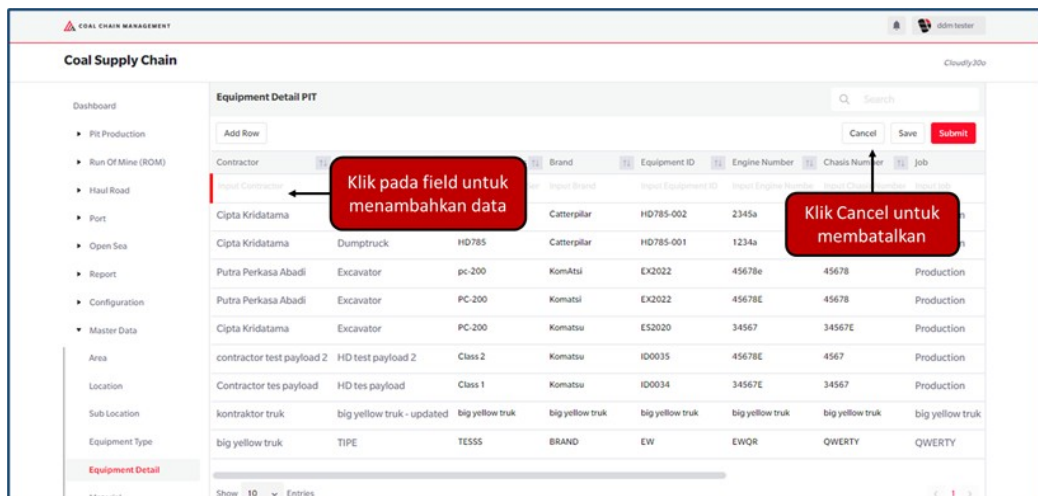 COAL CHAIN MANAGEMENT
ddm tester
Coal Supply Chain
Cloudly30o
Dashboard
Pit Production
Run Of Mine (ROM)
Haul Road
Port
Open Sea
Report
Configuration
Master Data
Area
Location
Sub Location
Equipment Type
Equipment Detail
Equipment Detail PIT
Search
Add Row
Cancel Save Submit
Contractor Brand Equipment ID Engine Number Chasis Number Job
Input Contractor Input Brand Input Equipment ID Input Engine Number
Klik pada field untuk
menambahkan data
Klik Cancel untuk
membatalkan
Cipta Kridatama Catterpilar HD785-002 2345a
Cipta Kridatama Dumptruck HD785 Catterpilar HD785-001 1234a
Putra Perkasa Abadi Excavator pc-200 KomAtsi EX2022 45678e 45678 Production
Putra Perkasa Abadi Excavator PC-200 Komatsi EX2022 45678E 45678 Production
Cipta Kridatama Excavator PC-200 Komatsu ES2020 34567 34567E Production
contractor test payload 2 HD test payload 2 Class 2 Komatsu ID0035 45678E 4567 Production
Contractor tes payload HD tes payload Class 1 Komatsu ID0034 34567E 34567 Production
kontraktor truk big yellow truk - updated big yellow truk big yellow truk big yellow truk big yellow truk big yellow truk big yellow truk
big yellow truk TIPE TESSS BRAND EW EWQR QWERTY QWERTY
Show 10 Entries
1